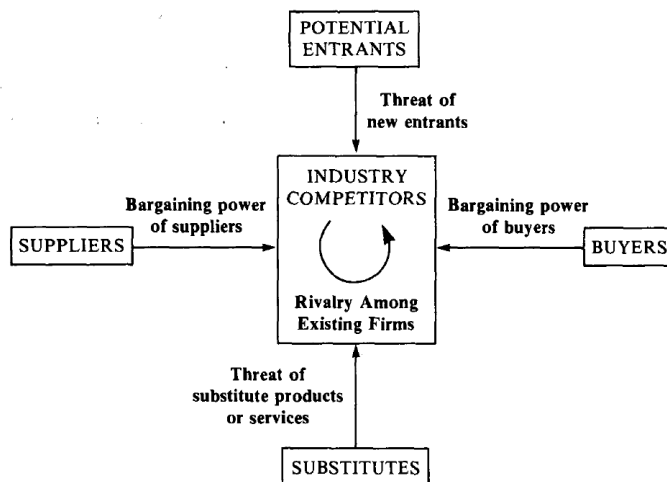 POTENTIAL
ENTRANTS
Threat of
new entrants
INDUSTRY
COMPETITORS
Bargaining power
of suppliers
Bargaining power
of buyers
SUPPLIERS
BUYERS
Rivalry Among
Existing Firms
Threat of
substitute products
or services
SUBSTITUTES